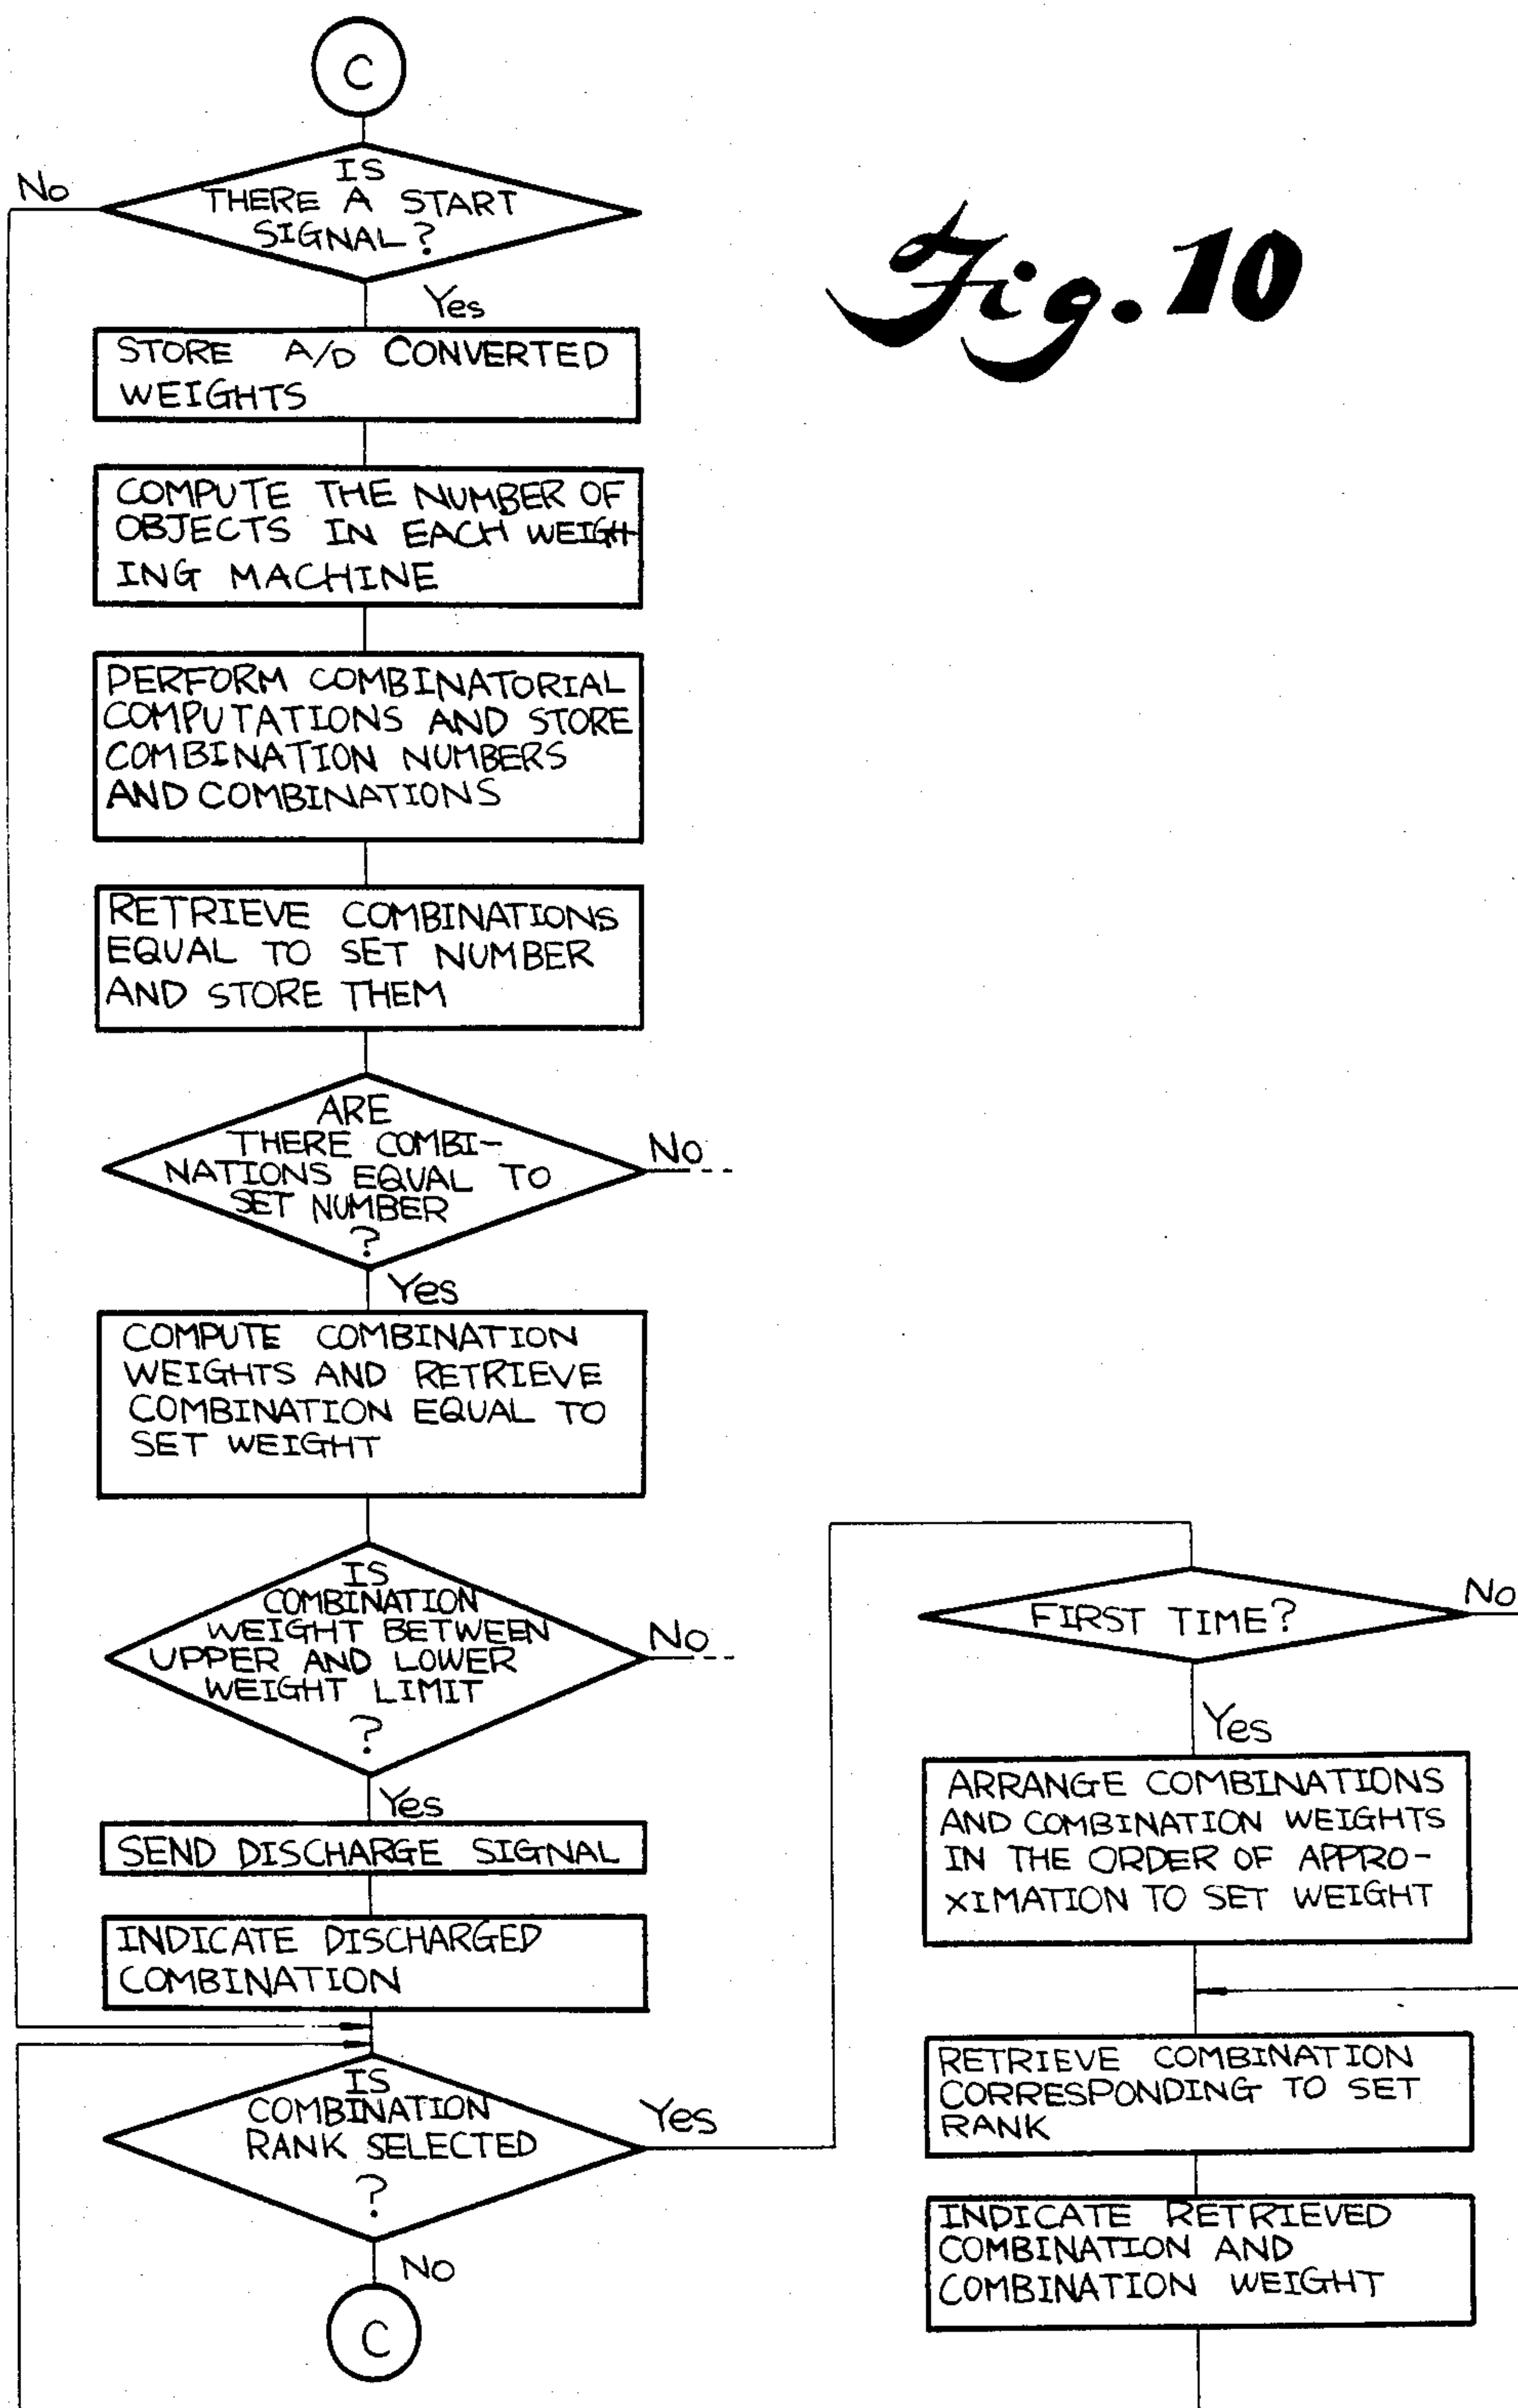 C
IS
THERE A START
SIGNAL?
No
Yes
Fig. 10
STORE A/D CONVERTED
WEIGHTS
COMPUTE THE NUMBER OF
OBJECTS IN EACH WEIGH-
ING MACHINE
PERFORM COMBINATORIAL
COMPUTATIONS AND STORE
COMBINATION NUMBERS
AND COMBINATIONS
RETRIEVE COMBINATIONS
EQUAL TO SET NUMBER
AND STORE THEM
ARE
THERE COMBI-
NATIONS EQUAL TO
SET NUMBER
?
No
Yes
COMPUTE COMBINATION
WEIGHTS AND RETRIEVE
COMBINATION EQUAL TO
SET WEIGHT
IS
COMBINATION
WEIGHT BETWEEN
UPPER AND LOWER
WEIGHT LIMIT
?
No
Yes
SEND DISCHARGE SIGNAL
INDICATE DISCHARGED
COMBINATION
IS
COMBINATION
RANK SELECTED
?
Yes
No
C
FIRST TIME?
No
Yes
ARRANGE COMBINATIONS
AND COMBINATION WEIGHTS
IN THE ORDER OF APPRO-
XIMATION TO SET WEIGHT
RETRIEVE COMBINATION
CORRESPONDING TO SET
RANK
INDICATE RETRIEVED
COMBINATION AND
COMBINATION WEIGHT